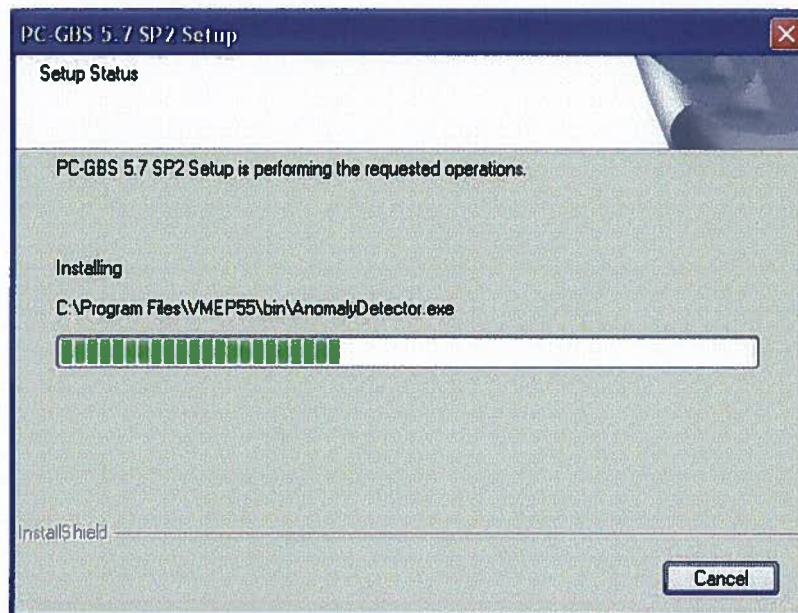 PC-GBS 5.7 SP2 Setup
Setup Status
PC-GBS 5.7 SP2 Setup is performing the requested operations.
Installing
C:\Program Files\VMEP55\bin\AnomalyDetector.exe
InstallShield
Cancel